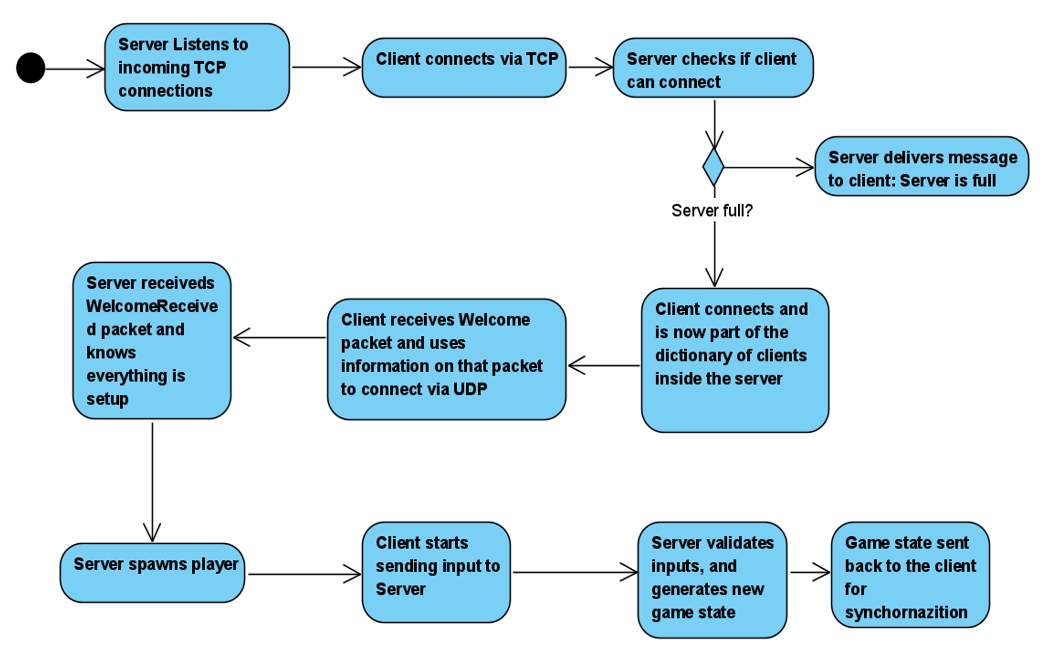 Server Listens to
incoming TCP
connections
Client connects via TCP
Server checks if client
can connect
Server delivers message
to client: Server is full
Server full?
Client connects and
is now part of the
dictionary of clients
inside the server
Client receives Welcome
packet and uses
information on that packet
to connect via UDP
Server receiveds
WelcomeReceive
d packet and
knows
everything is
setup
Server spawns player
Client starts
sending input to
Server
Server validates
inputs, and
generates new
game state
Game state sent
back to the client
for
synchornazition